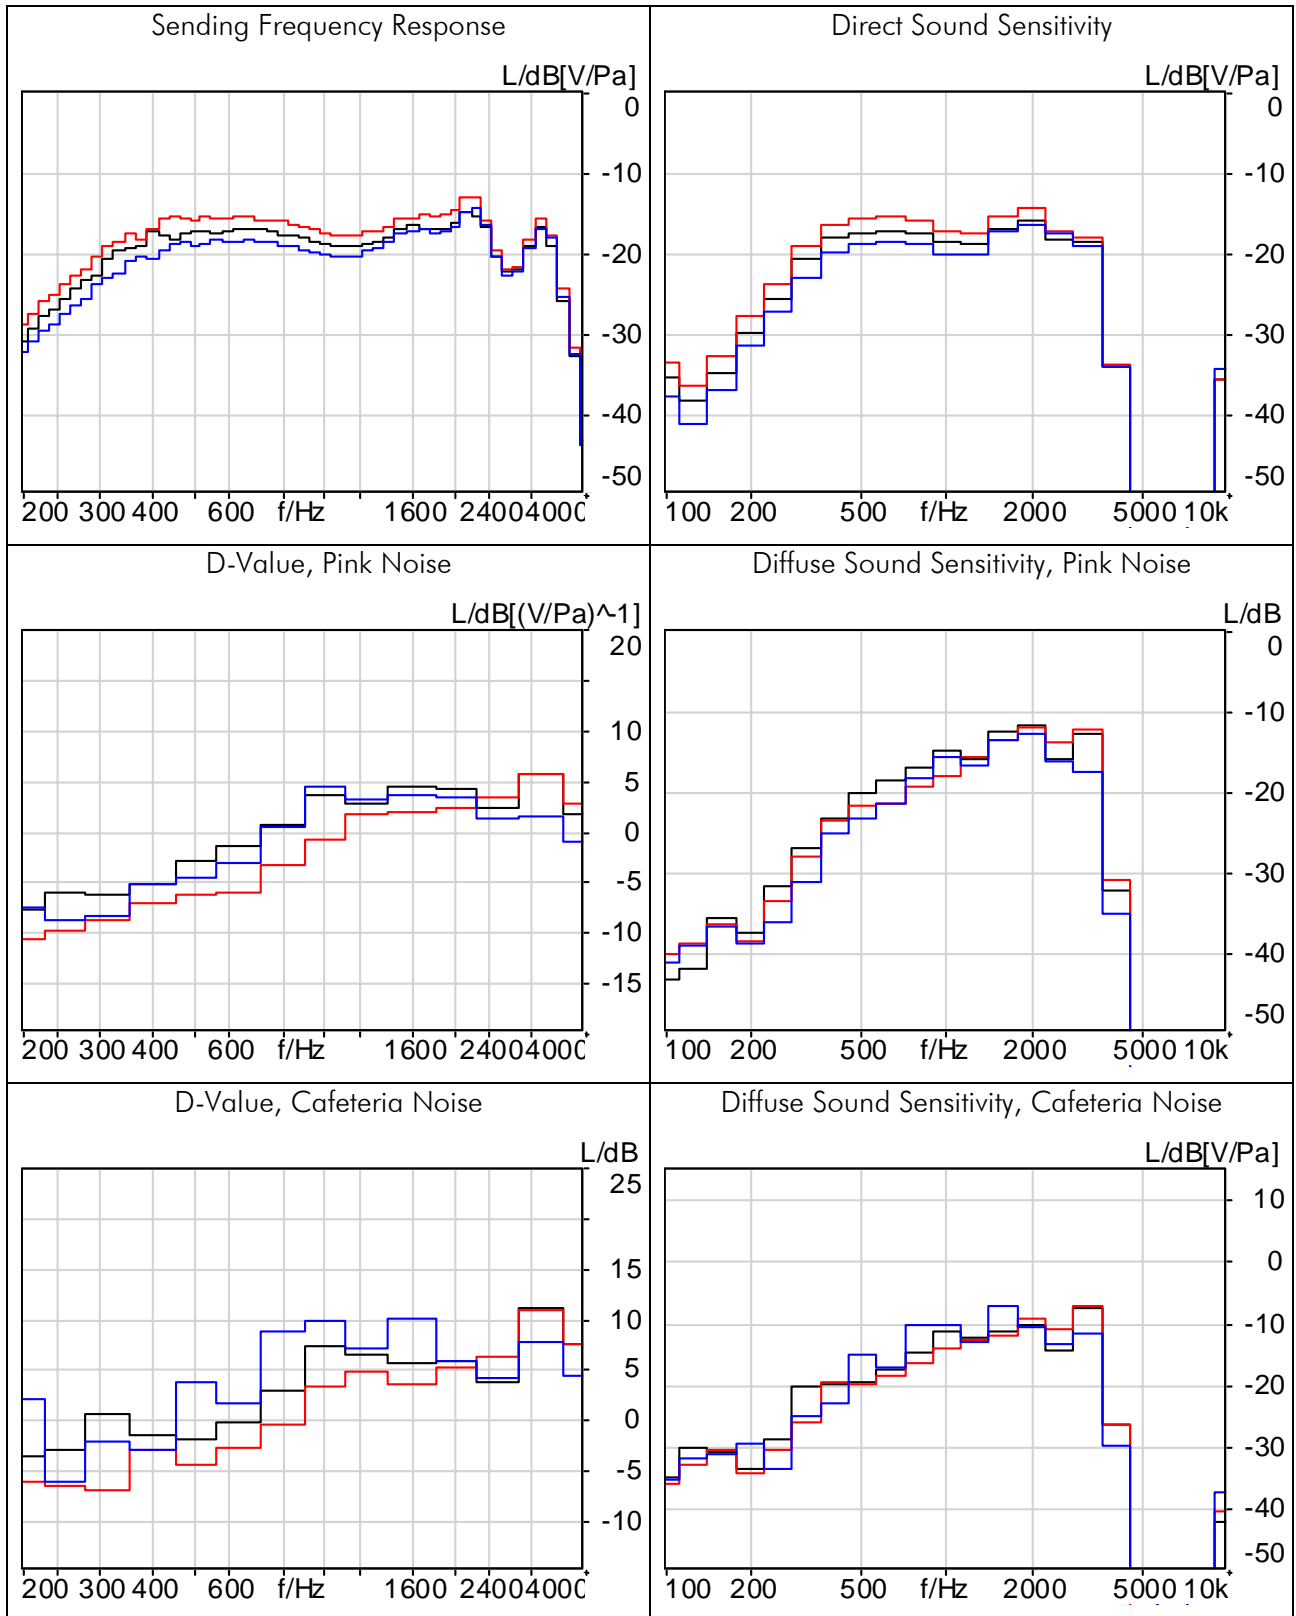 Sending Frequency Response
L/dB[V/Pa]
0
-10
-20
-30
-40
-50
200 300 400 600 f/Hz 1600 2400 4000
Direct Sound Sensitivity
L/dB[V/Pa]
0
-10
-20
-30
-40
-50
100 200 500 f/Hz 2000 5000 10k
D-Value, Pink Noise
L/dB[(V/Pa)^-1]
20
10
5
0
-5
-10
-15
200 300 400 600 f/Hz 1600 2400 4000
Diffuse Sound Sensitivity, Pink Noise
L/dB
0
-10
-20
-30
-40
-50
100 200 500 f/Hz 2000 5000 10k
D-Value, Cafeteria Noise
L/dB
25
15
10
5
0
-5
-10
200 300 400 600 f/Hz 1600 2400 4000
Diffuse Sound Sensitivity, Cafeteria Noise
L/dB[V/Pa]
10
0
-10
-20
-30
-40
-50
100 200 500 f/Hz 2000 5000 10k